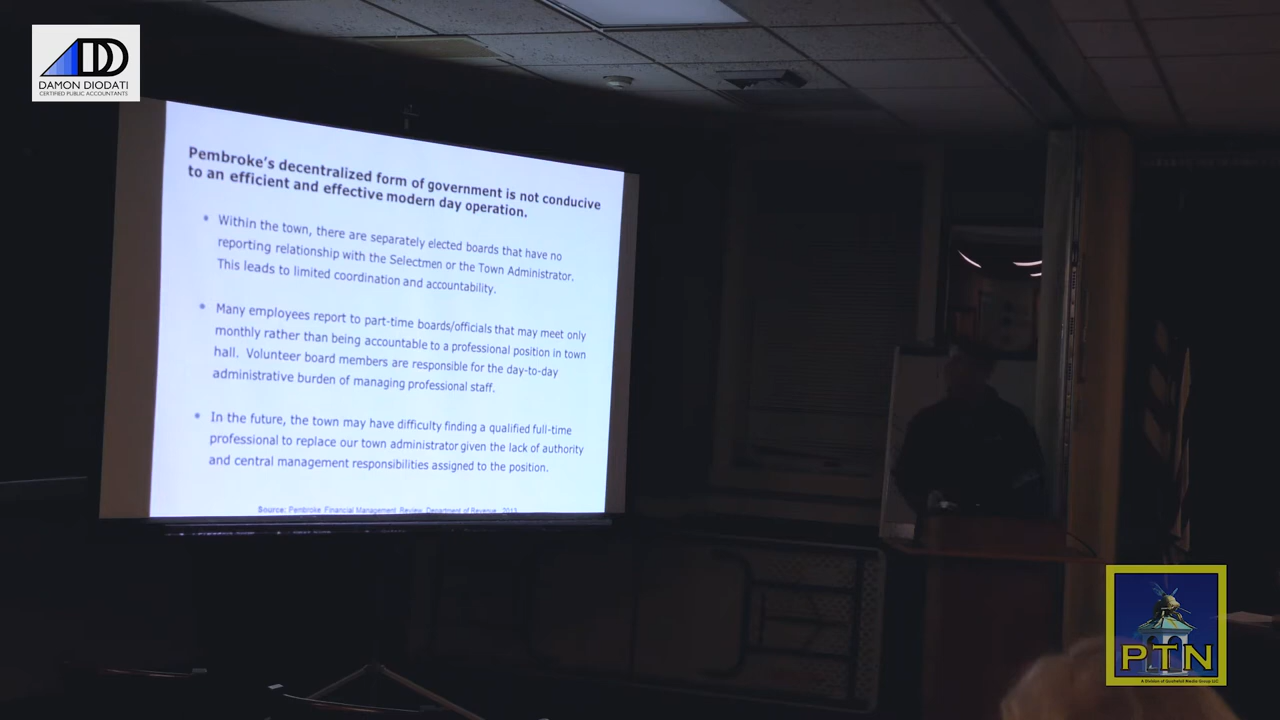 DAMON DIODATI
CERTIFIED PUBLIC ACCOUNTANTS
Pembroke's decentralized form of government is not conducive
to an efficient and effective modern day operation.
• Within the town, there are separately elected boards that have no
reporting relationship with the Selectmen or the Town Administrator.
This leads to limited coordination and accountability.
• Many employees report to part-time boards/officials that may meet only
monthly rather than being accountable to a professional position in town
hall. Volunteer board members are responsible for the day-to-day
administrative burden of managing professional staff.
• In the future, the town may have difficulty finding a qualified full-time
professional to replace our town administrator given the lack of authority
and central management responsibilities assigned to the position.
Source: Pembroke Financial Management Review, Department of Revenue, 2013
PTN